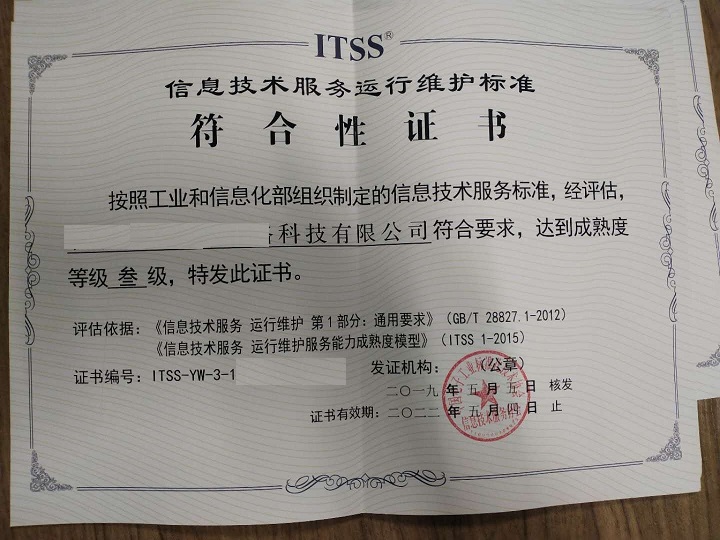 ITSS®
信息技术服务运行维护标准
符合性证书
按照工业和信息化部组织制定的信息技术服务标准，经评估，
科技有限公司符合要求，达到成熟度
等级 叁 级，特发此证书。
评估依据：《信息技术服务 运行维护 第1部分：通用要求》（GB/T 28827.1-2012）
《信息技术服务 运行维护服务能力成熟度模型》（ITSS 1-2015）
证书编号：ITSS-YW-3-1
发证机构：（公章）
二〇一九 年 五 月 五 日 核发
证书有效期：二〇二二 年 五 月 四 日 止